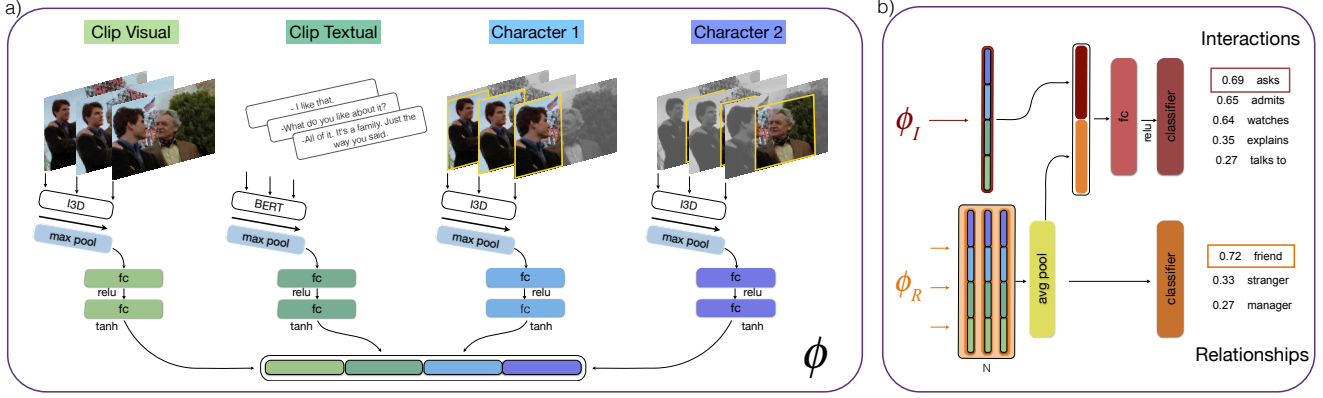 a)
Clip Visual
Clip Textual
Character 1
Character 2
- I like that.
-What do you like about it?
-All of it. It's a family. Just the
way you said.
I3D
BERT
I3D
I3D
max pool
max pool
max pool
max pool
fc
fc
fc
fc
relu
relu
relu
relu
fc
fc
fc
fc
tanh
tanh
tanh
tanh
ϕ
b)
Interactions
ϕI
fc
relu
classifier
0.69 asks
0.65 admits
0.64 watches
0.35 explains
0.27 talks to
ϕR
avg pool
classifier
0.72 friend
0.33 stranger
0.27 manager
Relationships
N